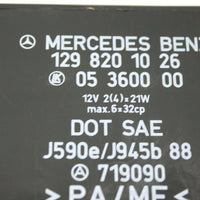 MERCEDES BENZ
129 820 10 26
05 3600 00
12V 2(4)×21W
max.6×32cp
DOT SAE
J590e/J945b 88
A 719090
>PA/MF<